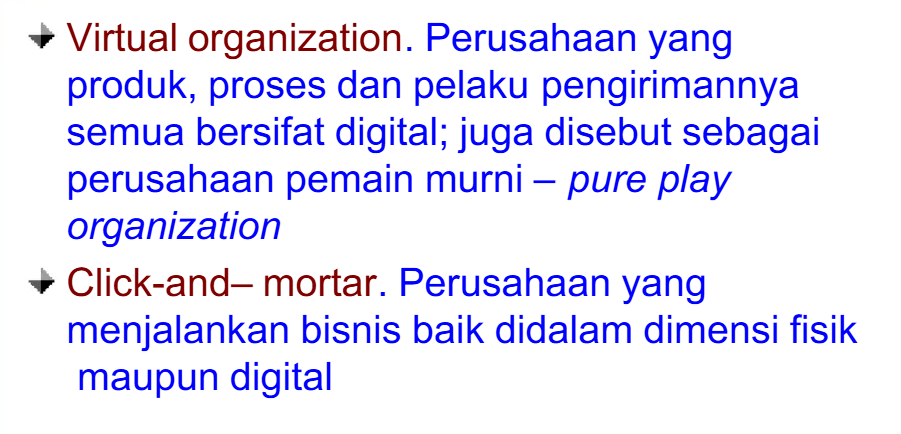 Virtual organization. Perusahaan yang
produk, proses dan pelaku pengirimannya
semua bersifat digital; juga disebut sebagai
perusahaan pemain murni – pure play
organization
Click-and– mortar. Perusahaan yang
menjalankan bisnis baik didalam dimensi fisik
maupun digital